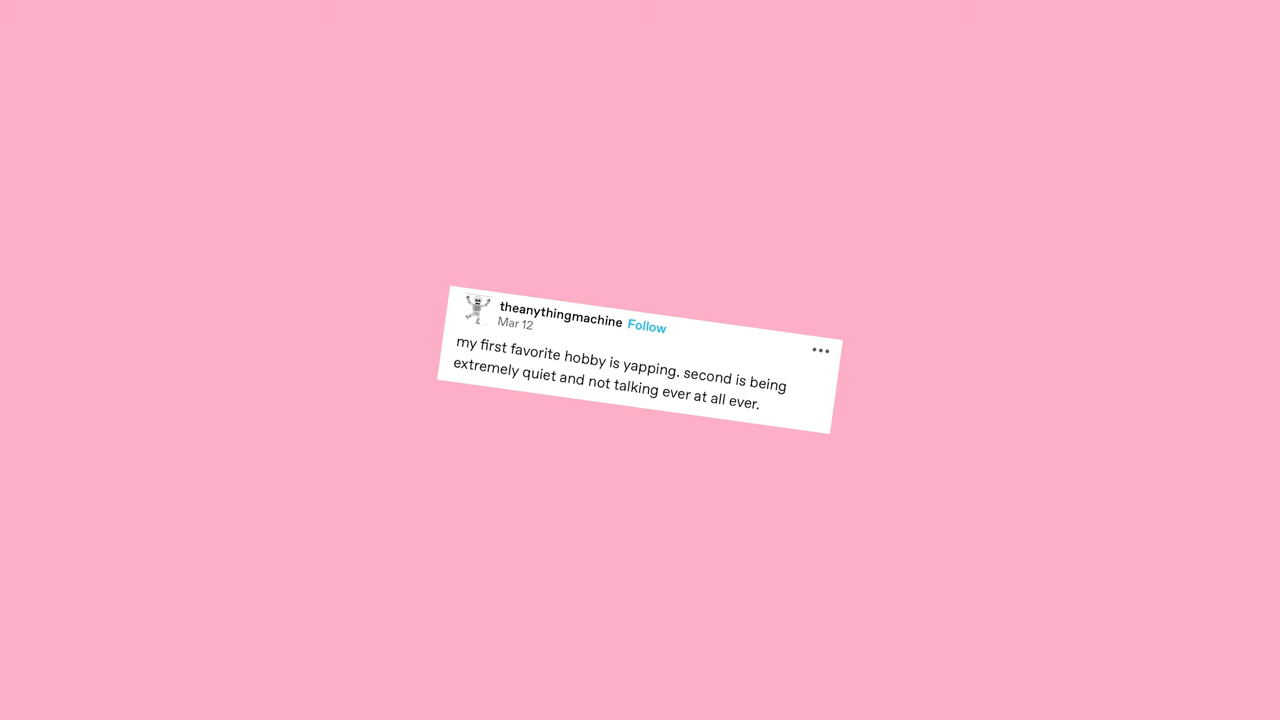 theanythingmachine Follow
Mar 12
my first favorite hobby is yapping. second is being
extremely quiet and not talking ever at all ever.